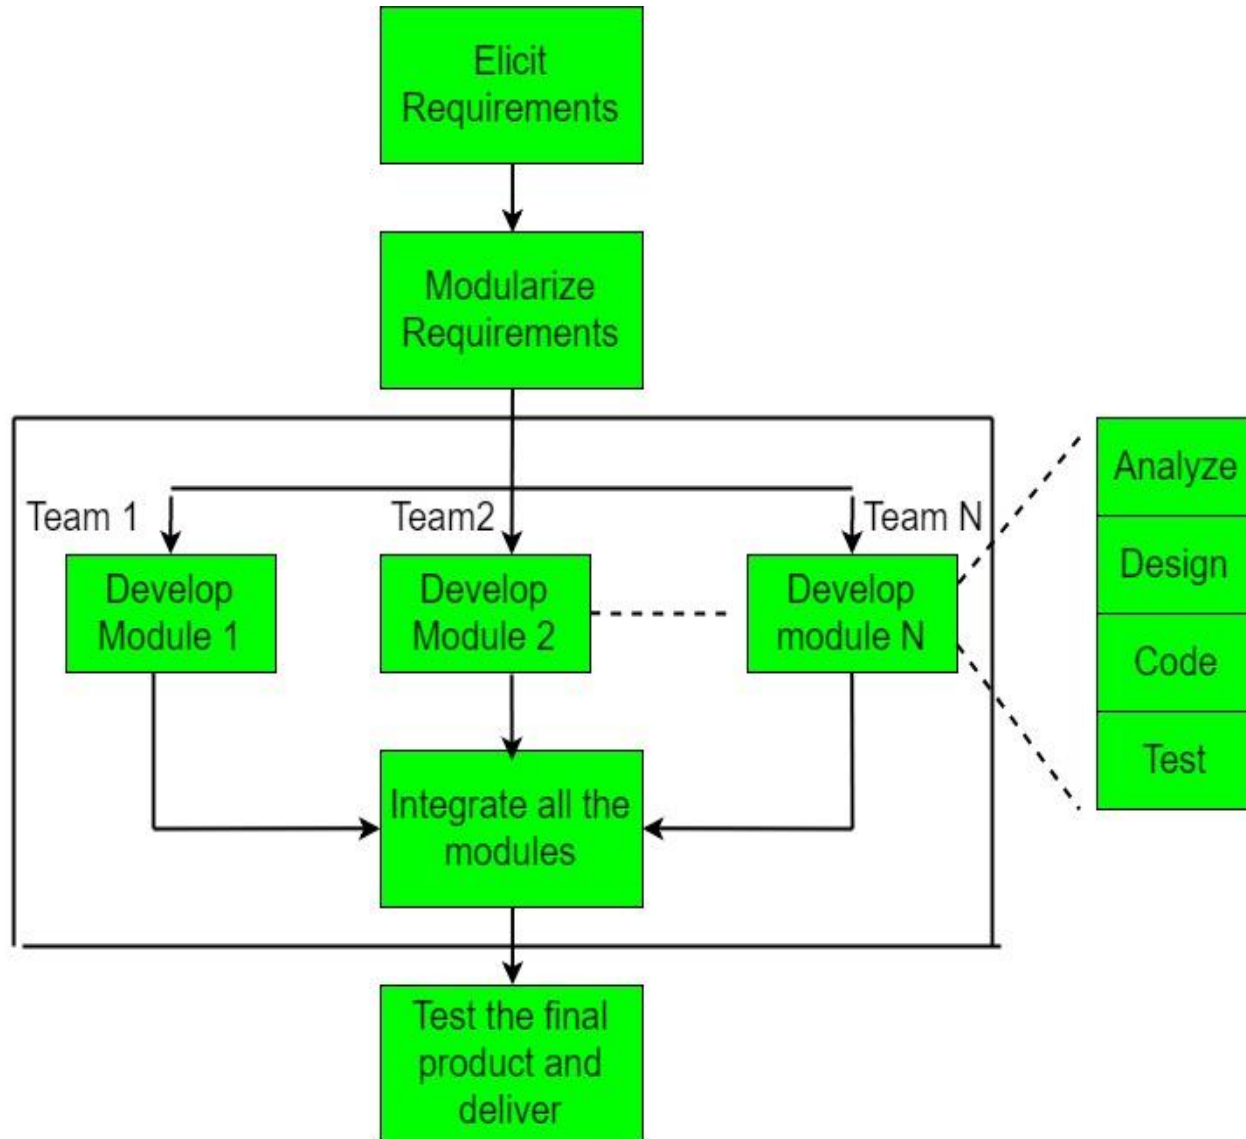 Elicit
Requirements
Modularize
Requirements
Team 1
Team2
Team N
Develop
Module 1
Develop
Module 2
Develop
module N
Analyze
Design
Code
Test
Integrate all the
modules
Test the final
product and
deliver